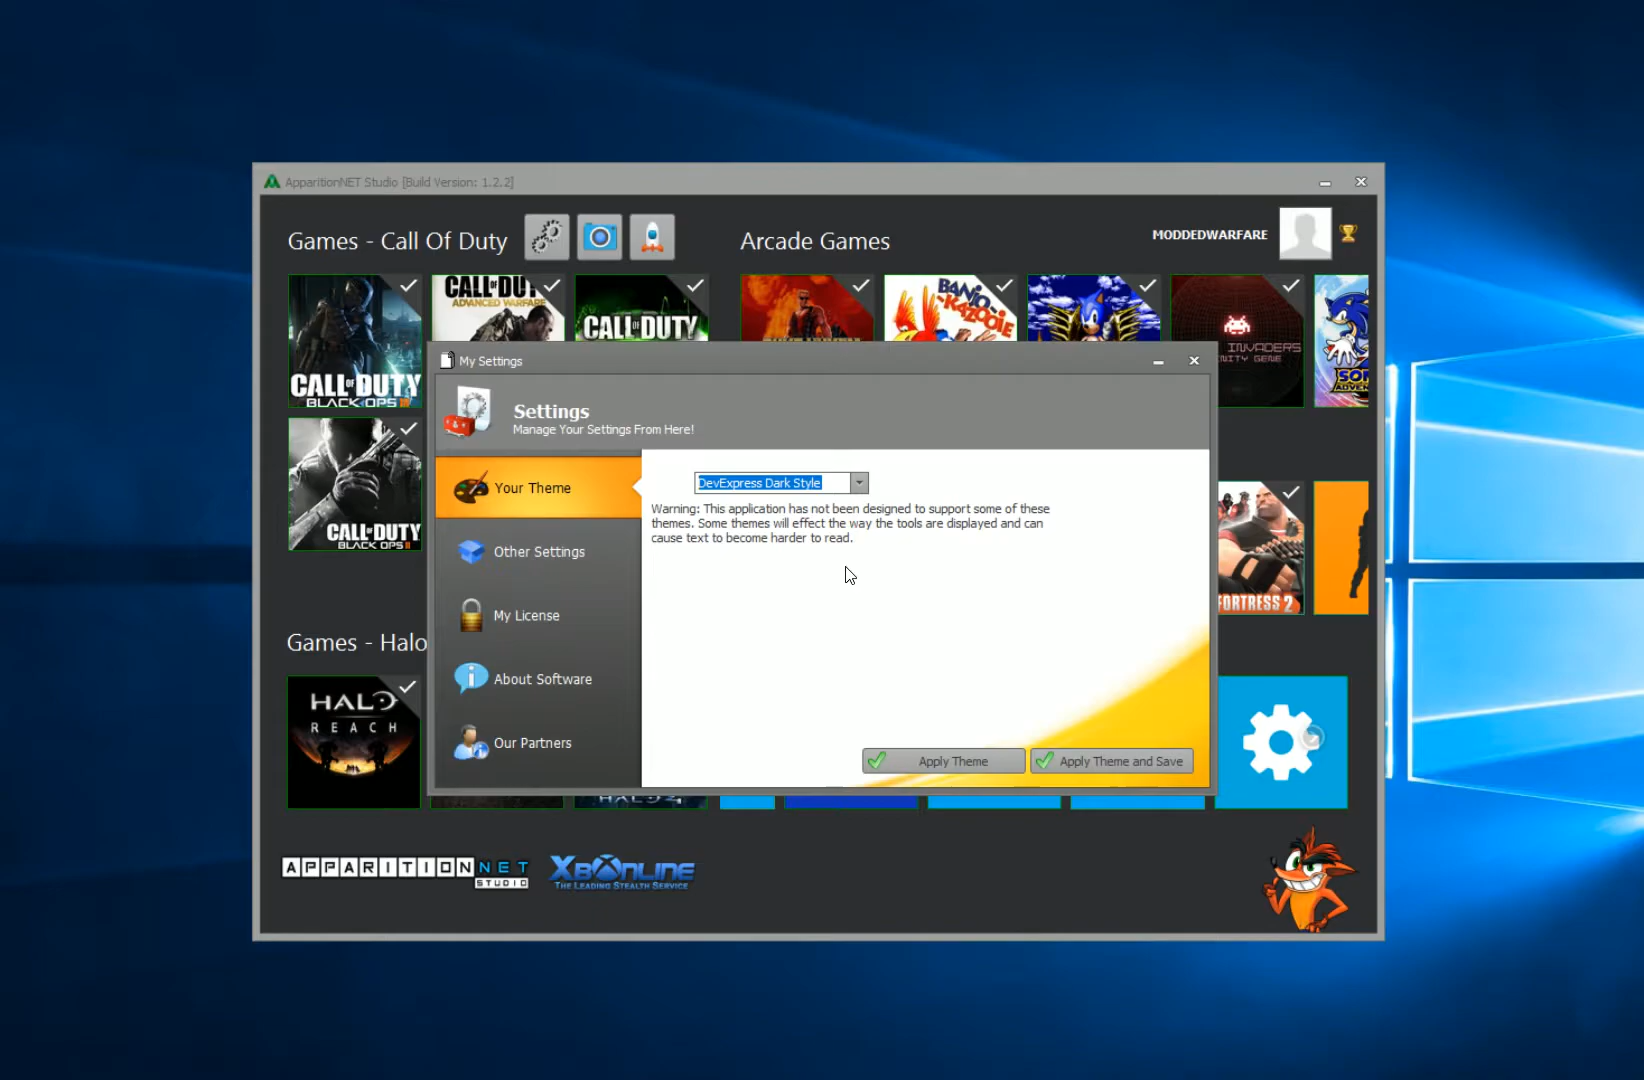 ApparitionNET Studio [Build Version: 1.2.2]
Games - Call Of Duty
Arcade Games
MODDEDWARFARE
CALL OF DUTY
ADVANCED WARFARE
CALL OF DUTY
BANJO
KAZOOIE
INVADERS
INFINITY GENE
CALL OF DUTY
BLACK OPS III
My Settings
Settings
Manage Your Settings From Here!
Your Theme
DevExpress Dark Style
Warning: This application has not been designed to support some of these
themes. Some themes will effect the way the tools are displayed and can
cause text to become harder to read.
CALL OF DUTY
BLACK OPS II
Other Settings
FORTRESS 2
My License
Games - Halo
About Software
HALO
REACH
Our Partners
Apply Theme
Apply Theme and Save
APPARITIONNET
STUDIO
XBONLINE
THE LEADING STEALTH SERVICE